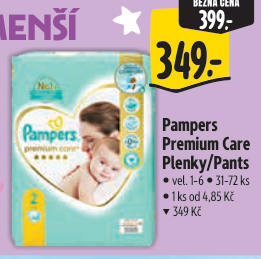 BĚŽNÁ CENA
399.-
MENŠÍ
349.-
Pampers
premium care
2
Pampers
Premium Care
Plenky/Pants
• vel. 1-6 • 31-72 ks
• 1 ks od 4,85 Kč
▼ 349 Kč